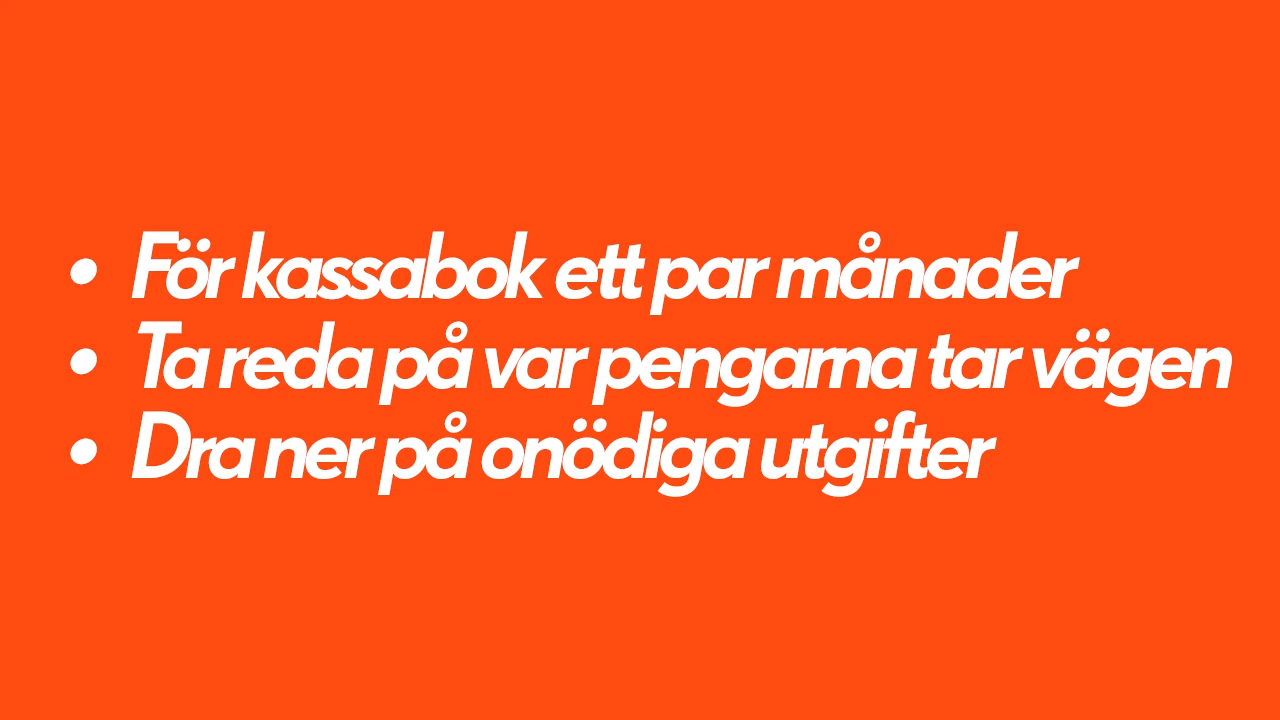 • För kassabok ett par månader
• Ta reda på var pengarna tar vägen
• Dra ner på onödiga utgifter